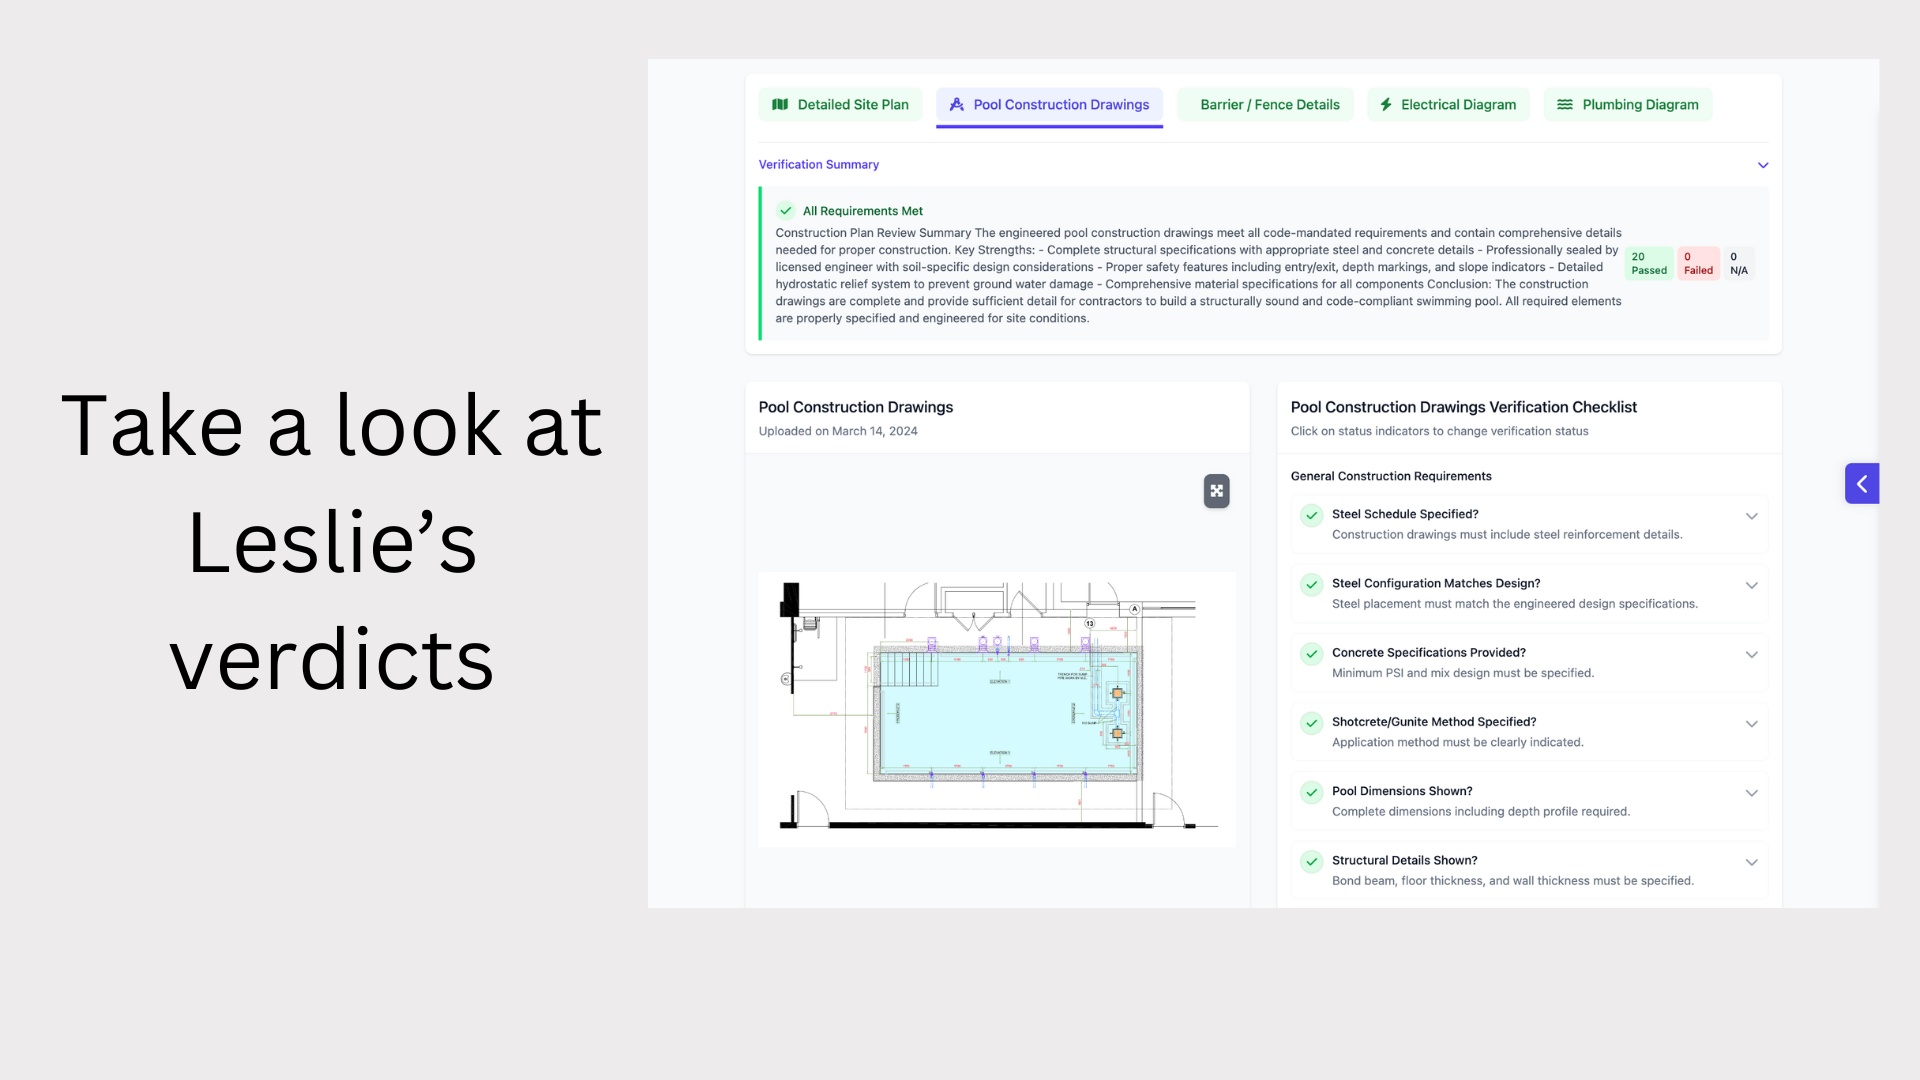 Take a look at
Leslie’s
verdicts
Detailed Site Plan
Pool Construction Drawings
Barrier / Fence Details
Electrical Diagram
Plumbing Diagram
Verification Summary
All Requirements Met
Construction Plan Review Summary The engineered pool construction drawings meet all code-mandated requirements and contain comprehensive details
needed for proper construction. Key Strengths: - Complete structural specifications with appropriate steel and concrete details - Professionally sealed by
licensed engineer with soil-specific design considerations - Proper safety features including entry/exit, depth markings, and slope indicators - Detailed
hydrostatic relief system to prevent ground water damage - Comprehensive material specifications for all components Conclusion: The construction
drawings are complete and provide sufficient detail for contractors to build a structurally sound and code-compliant swimming pool. All required elements
are properly specified and engineered for site conditions.
20
Passed
0
Failed
0
N/A
Pool Construction Drawings
Uploaded on March 14, 2024
A
13
Pool Construction Drawings Verification Checklist
Click on status indicators to change verification status
General Construction Requirements
Steel Schedule Specified?
Construction drawings must include steel reinforcement details.
Steel Configuration Matches Design?
Steel placement must match the engineered design specifications.
Concrete Specifications Provided?
Minimum PSI and mix design must be specified.
Shotcrete/Gunite Method Specified?
Application method must be clearly indicated.
Pool Dimensions Shown?
Complete dimensions including depth profile required.
Structural Details Shown?
Bond beam, floor thickness, and wall thickness must be specified.